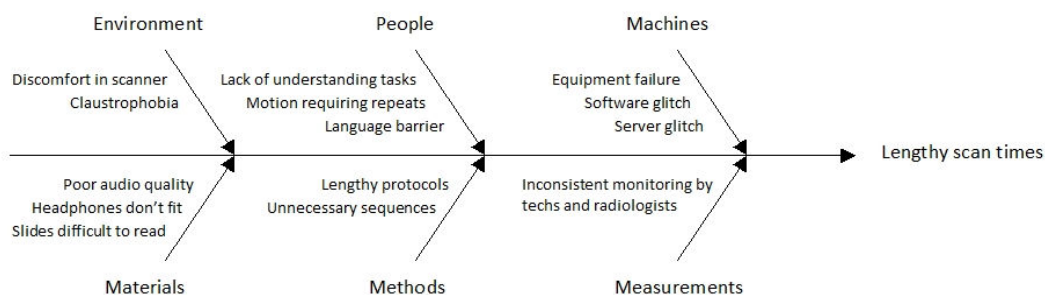 Environment
People
Machines
Discomfort in scanner
Claustrophobia
Lack of understanding tasks
Motion requiring repeats
Language barrier
Equipment failure
Software glitch
Server glitch
Lengthy scan times
Poor audio quality
Headphones don’t fit
Slides difficult to read
Lengthy protocols
Unnecessary sequences
Inconsistent monitoring by
techs and radiologists
Materials
Methods
Measurements